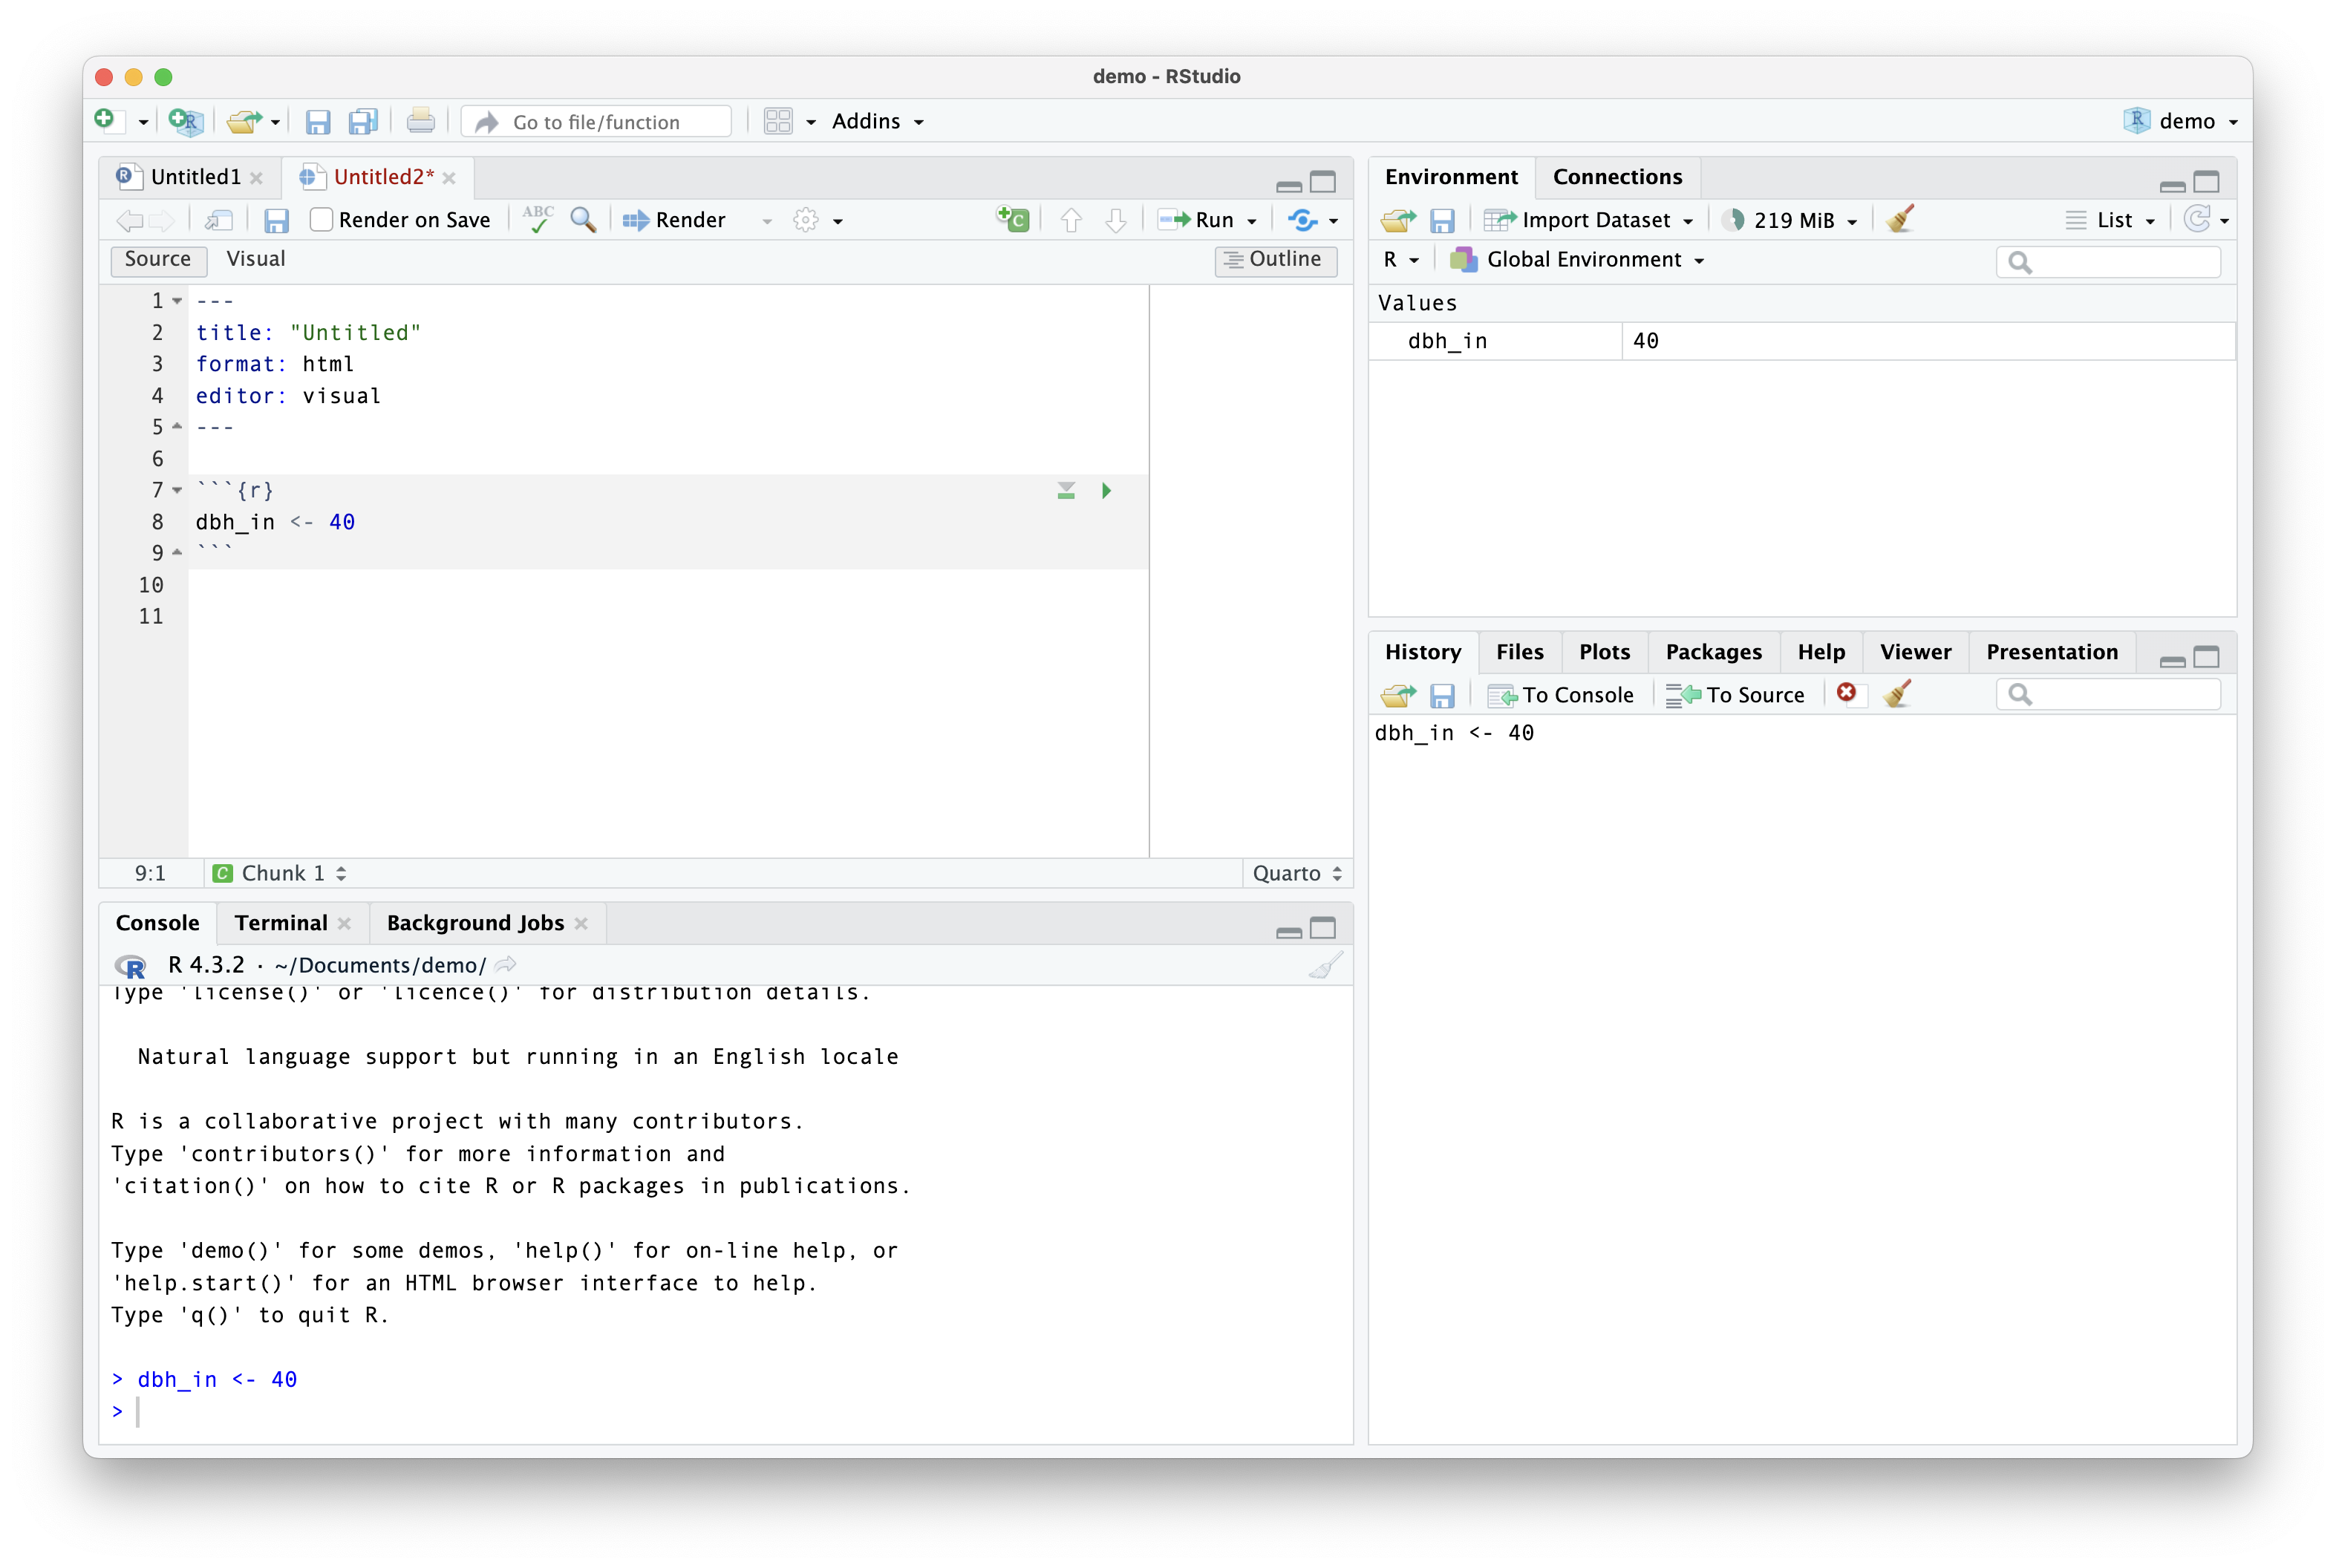 demo - RStudio
Go to file/function
Addins
demo
Untitled1
Untitled2*
Render on Save
ABC
Render
Run
Source
Visual
Outline
1 ---
2 title: "Untitled"
3 format: html
4 editor: visual
5 ---
6
7 ```{r}
8 dbh_in <- 40
9 ```
10
11
9:1
C Chunk 1
Quarto
Console
Terminal
Background Jobs
R 4.3.2 · ~/Documents/demo/
Type 'license()' or 'licence()' for distribution details.
Natural language support but running in an English locale
R is a collaborative project with many contributors.
Type 'contributors()' for more information and
'citation()' on how to cite R or R packages in publications.
Type 'demo()' for some demos, 'help()' for on-line help, or
'help.start()' for an HTML browser interface to help.
Type 'q()' to quit R.
> dbh_in <- 40
>
Environment
Connections
Import Dataset
219 MiB
List
R
Global Environment
Values
dbh_in 40
History
Files
Plots
Packages
Help
Viewer
Presentation
To Console
To Source
dbh_in <- 40